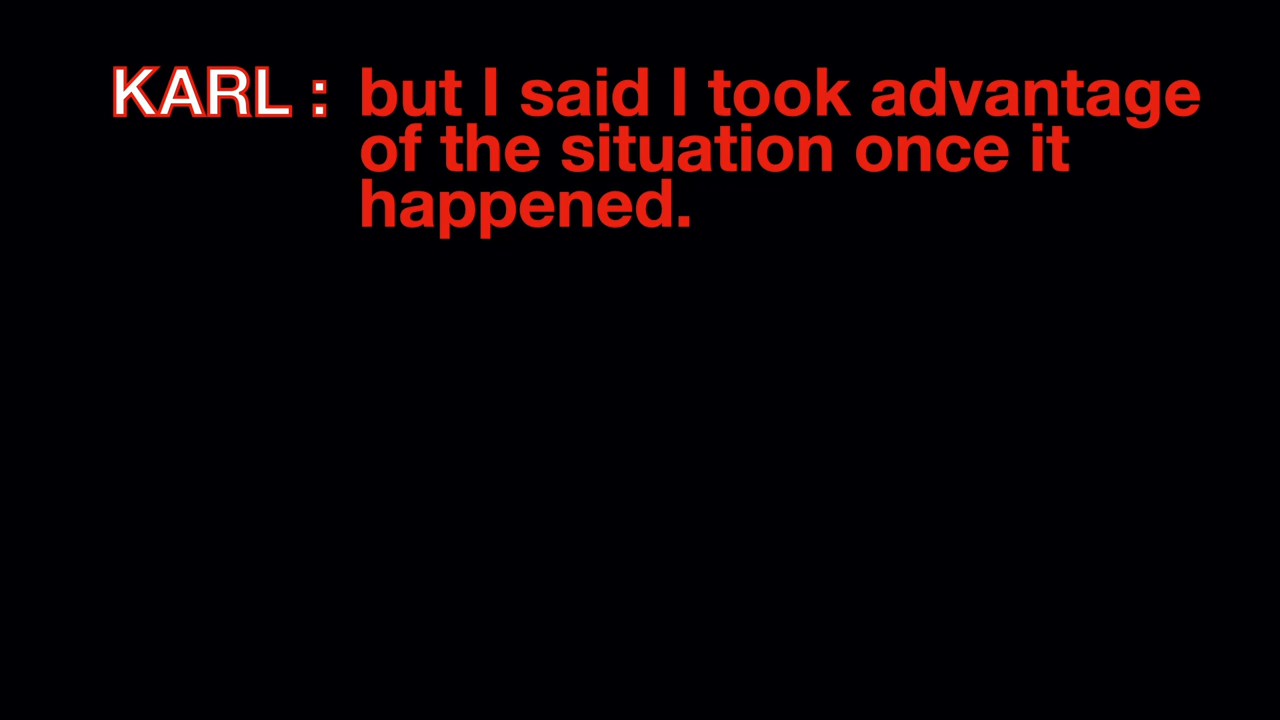 KARL : but I said I took advantage
of the situation once it
happened.